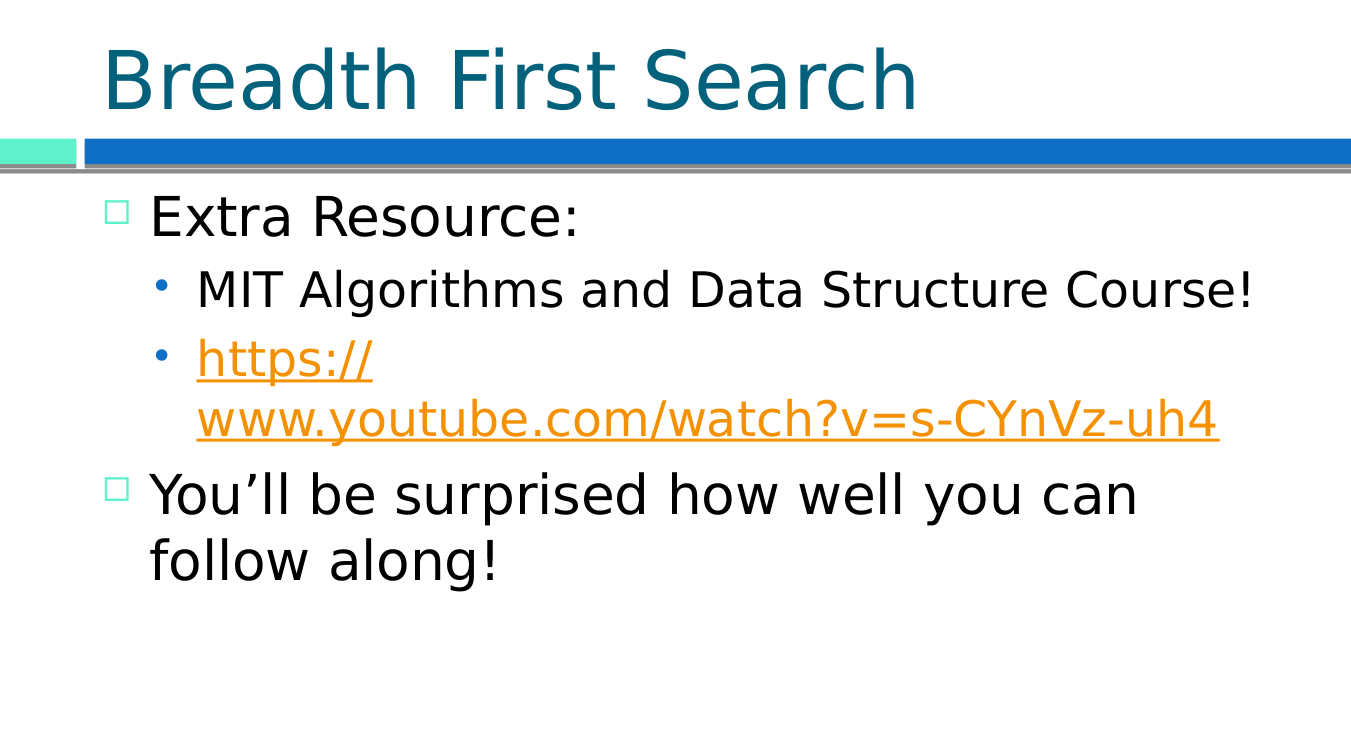 Breadth First Search
Extra Resource:
MIT Algorithms and Data Structure Course!
https://
www.youtube.com/watch?v=s-CYnVz-uh4
You’ll be surprised how well you can
follow along!